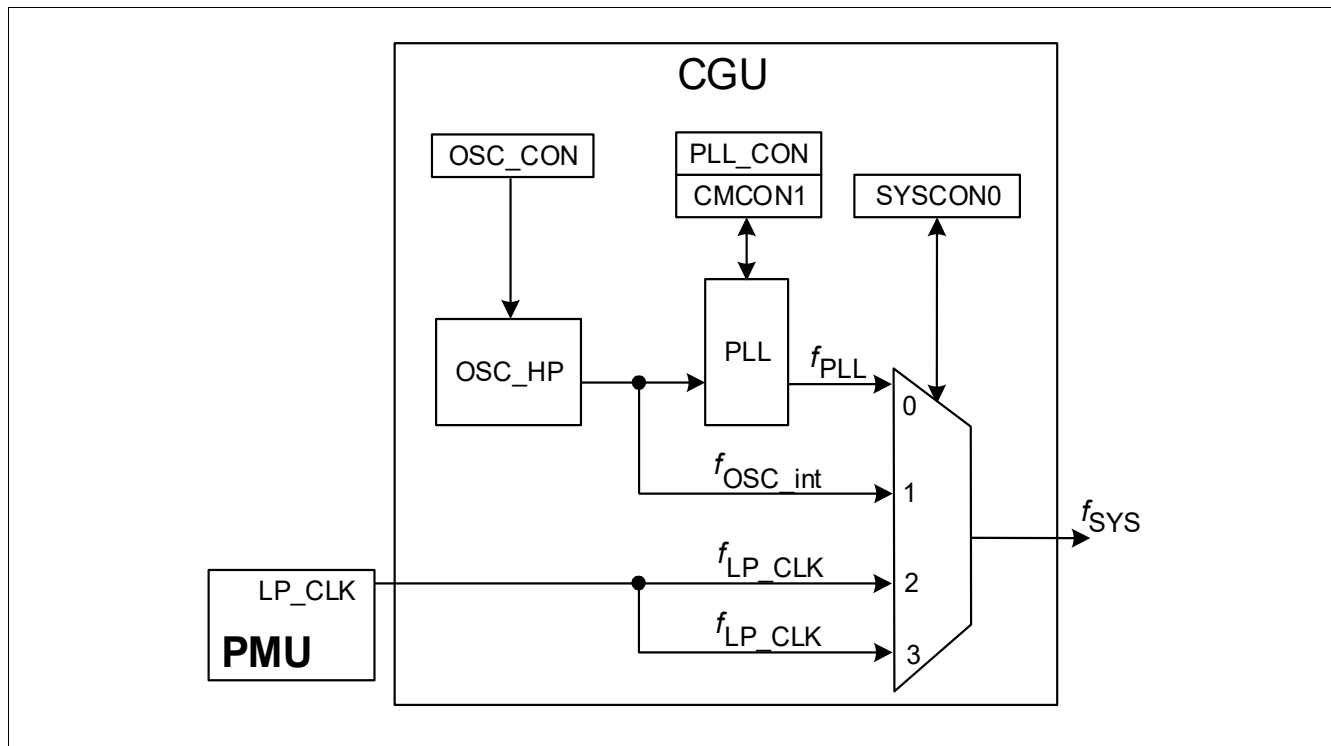 CGU
OSC_CON
PLL_CON
CMCON1
SYSCON0
OSC_HP
PLL
fPLL
0
fOSC_int
1
fSYS
fLP_CLK
2
LP_CLK
PMU
fLP_CLK
3